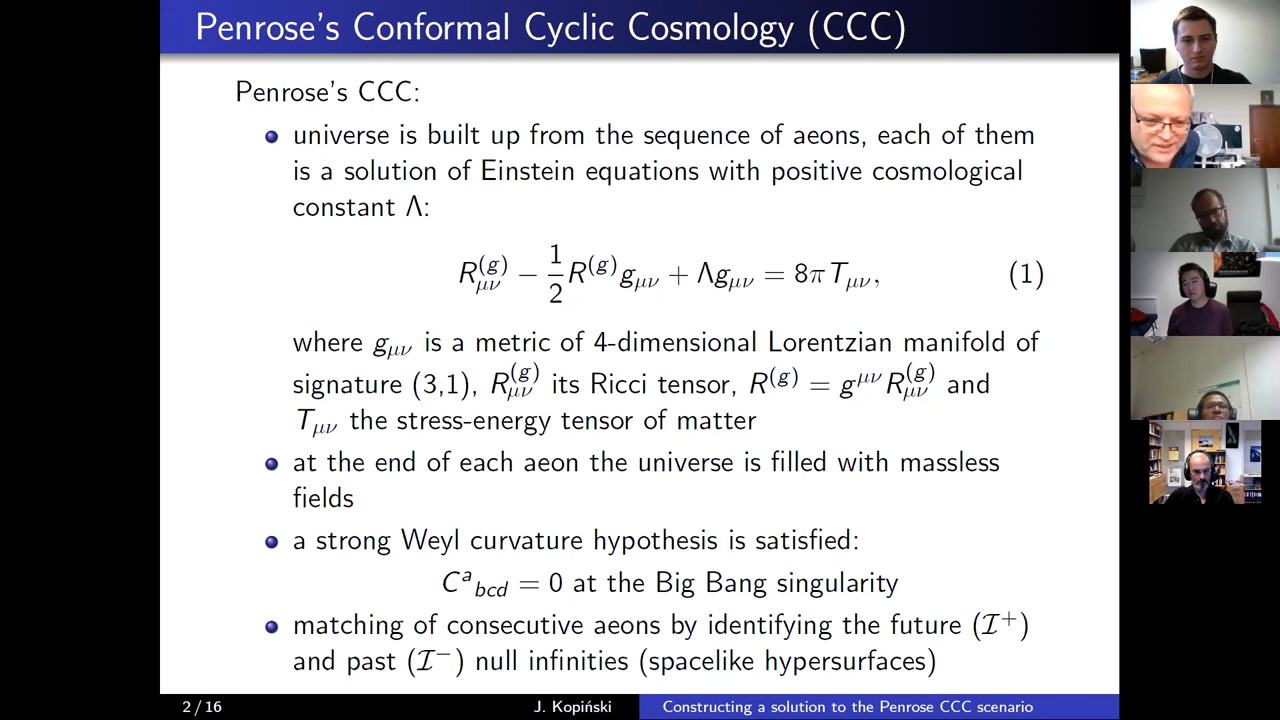 Penrose's Conformal Cyclic Cosmology (CCC)
Penrose's CCC:
universe is built up from the sequence of aeons, each of them
is a solution of Einstein equations with positive cosmological
constant Λ:
R_{μν}^{(g)} − 1/2 R^{(g)} g_{μν} + Λg_{μν} = 8πT_{μν}, (1)
where g_{μν} is a metric of 4-dimensional Lorentzian manifold of
signature (3,1), R_{μν}^{(g)} its Ricci tensor, R^{(g)} = g^{μν}R_{μν}^{(g)} and
T_{μν} the stress-energy tensor of matter
at the end of each aeon the universe is filled with massless
fields
a strong Weyl curvature hypothesis is satisfied:
C^a_{bcd} = 0 at the Big Bang singularity
matching of consecutive aeons by identifying the future (ℐ^+)
and past (ℐ^−) null infinities (spacelike hypersurfaces)
2 / 16 J. Kopiński Constructing a solution to the Penrose CCC scenario